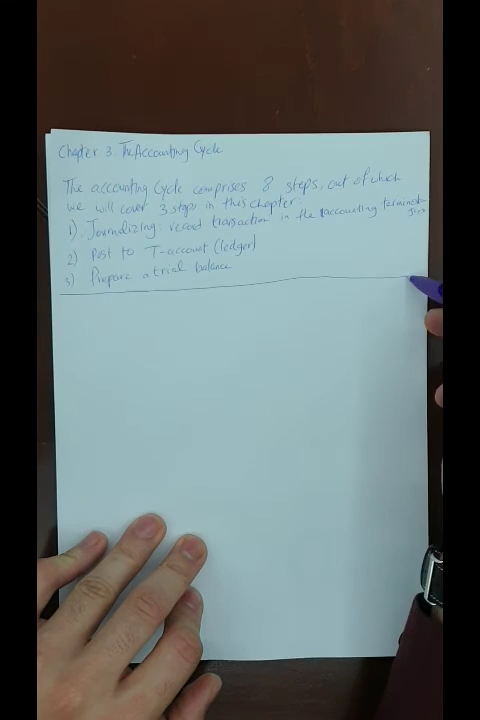 Chapter 3. The Accounting Cycle
The accounting Cycle comprises 8 steps, out of which
we will cover 3 steps in this chapter:
1), Journalizing: record transaction in the accounting
2) Post to T-account (ledger)
3) Prepare a trial balance